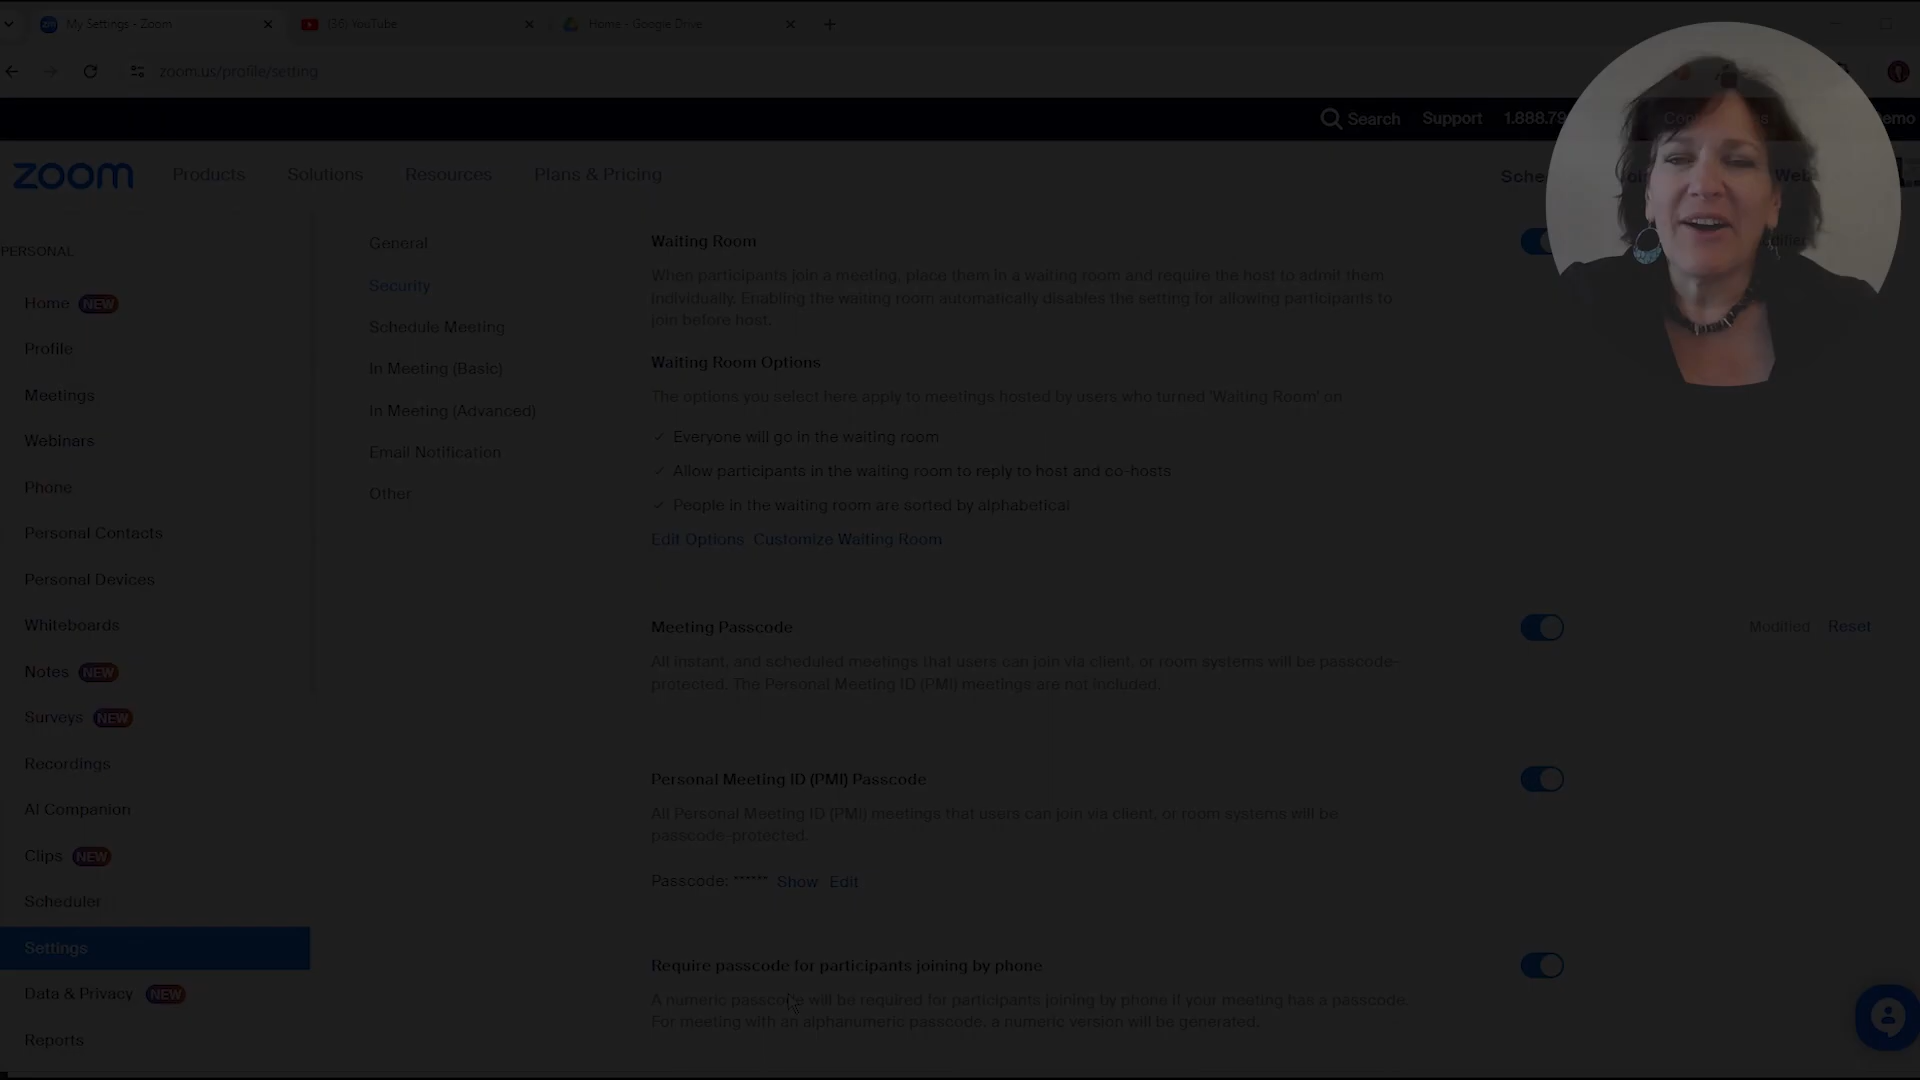 My Settings - Zoom
(36) YouTube
Home - Google Drive
zoom.us/profile/setting
Search
Support
1.888.79
zoom
Products
Solutions
Resources
Plans & Pricing
PERSONAL
Home NEW
Profile
Meetings
Webinars
Phone
Personal Contacts
Personal Devices
Whiteboards
Notes NEW
Surveys NEW
Recordings
AI Companion
Clips NEW
Scheduler
Settings
Data & Privacy NEW
Reports
General
Security
Schedule Meeting
In Meeting (Basic)
In Meeting (Advanced)
Email Notification
Other
Waiting Room
When participants join a meeting, place them in a waiting room and require the host to admit them
individually. Enabling the waiting room automatically disables the setting for allowing participants to
join before host.
Waiting Room Options
The options you select here apply to meetings hosted by users who turned 'Waiting Room' on
Everyone will go in the waiting room
Allow participants in the waiting room to reply to host and co-hosts
People in the waiting room are sorted by alphabetical
Edit Options Customize Waiting Room
Meeting Passcode
Modified Reset
All instant, and scheduled meetings that users can join via client, or room systems will be passcode-
protected. The Personal Meeting ID (PMI) meetings are not included.
Personal Meeting ID (PMI) Passcode
All Personal Meeting ID (PMI) meetings that users can join via client, or room systems will be
passcode-protected.
Passcode: ****** Show Edit
Require passcode for participants joining by phone
A numeric passcode will be required for participants joining by phone if your meeting has a passcode.
For meeting with an alphanumeric passcode, a numeric version will be generated.